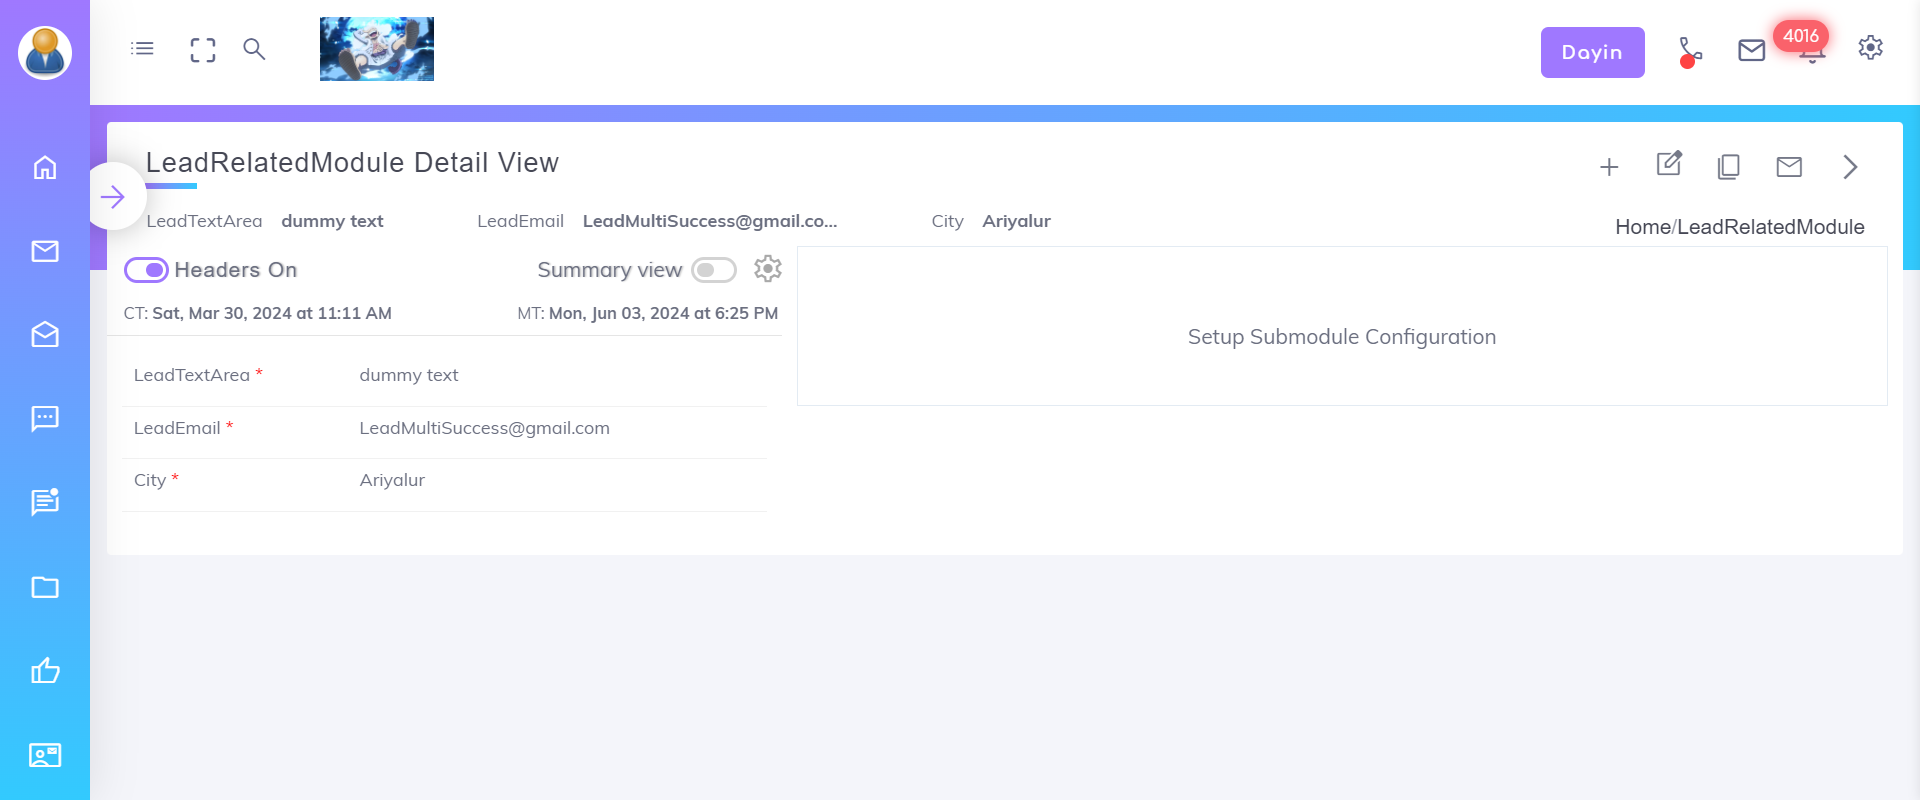 Dayin
4016
LeadRelatedModule Detail View
LeadTextArea dummy text LeadEmail LeadMultiSuccess@gmail.co... City Ariyalur
Home/LeadRelatedModule
Headers On Summary view
CT: Sat, Mar 30, 2024 at 11:11 AM MT: Mon, Jun 03, 2024 at 6:25 PM
Setup Submodule Configuration
LeadTextArea * dummy text
LeadEmail * LeadMultiSuccess@gmail.com
City * Ariyalur